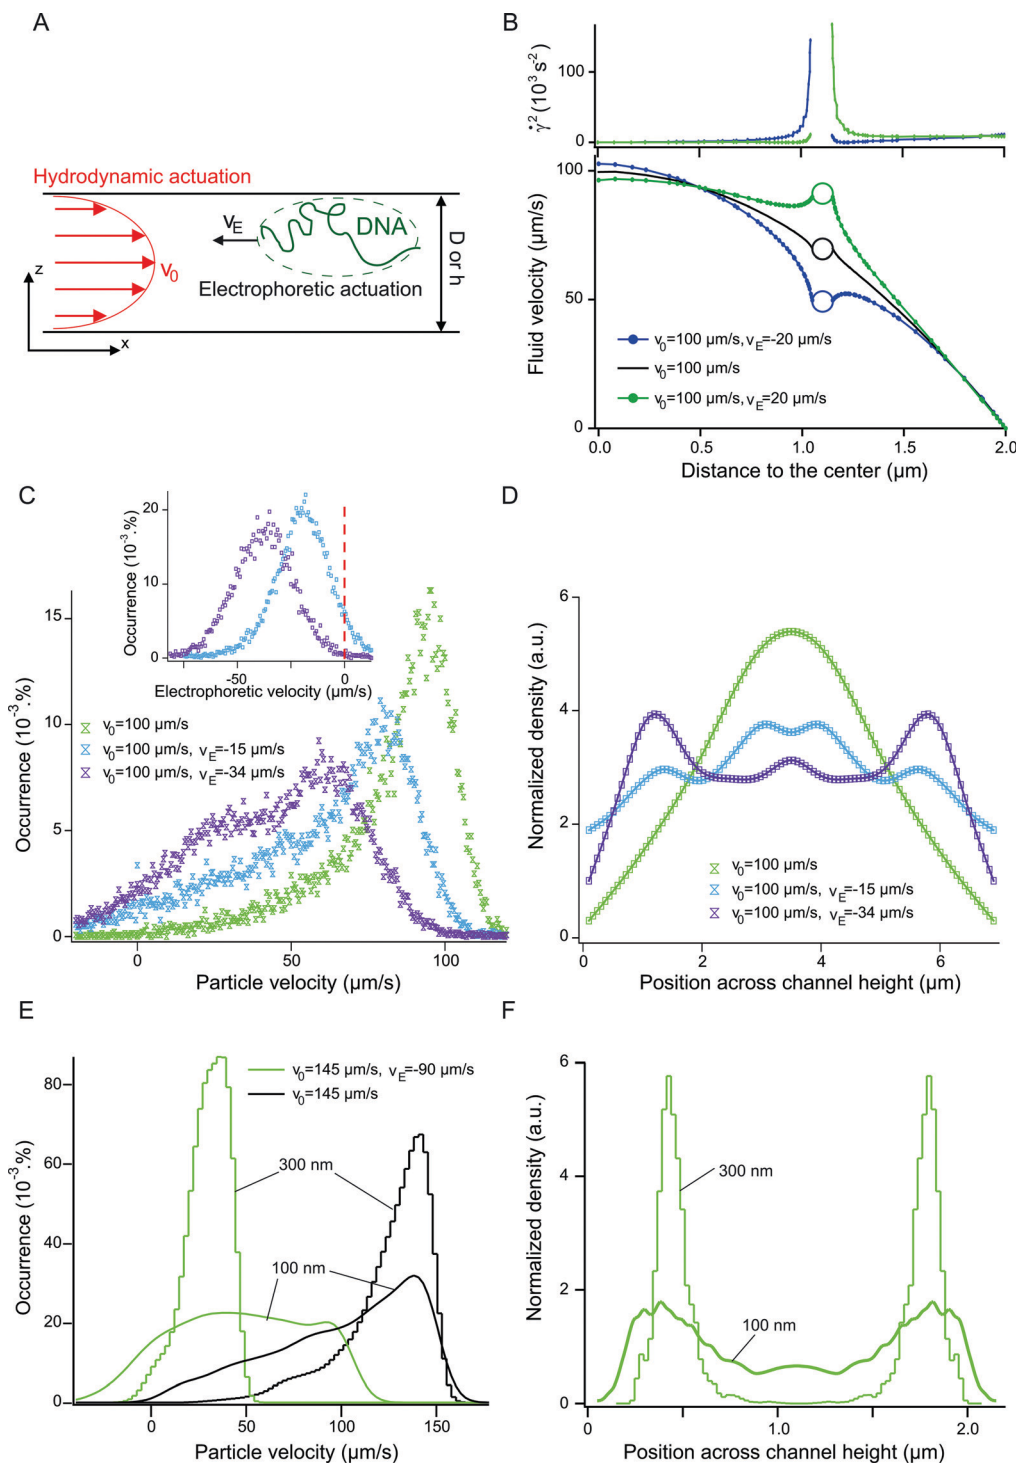 A
Hydrodynamic actuation
z
x
v0
vE
DNA
Electrophoretic actuation
D or h
B
γ̇² (10³ s⁻²)
100
0
Fluid velocity (µm/s)
100
50
0
v0=100 µm/s, vE=-20 µm/s
v0=100 µm/s
v0=100 µm/s, vE=20 µm/s
0.0 0.5 1.0 1.5 2.0
Distance to the center (µm)
C
Occurrence (10⁻³.%)
20
10
0
-50 0
Electrophoretic velocity (µm/s)
Occurrence (10⁻³.%)
15
10
5
0
v0=100 µm/s
v0=100 µm/s, vE=-15 µm/s
v0=100 µm/s, vE=-34 µm/s
0 50 100
Particle velocity (µm/s)
D
Normalized density (a.u.)
6
4
2
0
v0=100 µm/s
v0=100 µm/s, vE=-15 µm/s
v0=100 µm/s, vE=-34 µm/s
0 2 4 6
Position across channel height (µm)
E
Occurrence (10⁻³.%)
80
60
40
20
0
v0=145 µm/s, vE=-90 µm/s
v0=145 µm/s
300 nm
100 nm
0 50 100 150
Particle velocity (µm/s)
F
Normalized density (a.u.)
6
4
2
0
300 nm
100 nm
0 1.0 2.0
Position across channel height (µm)